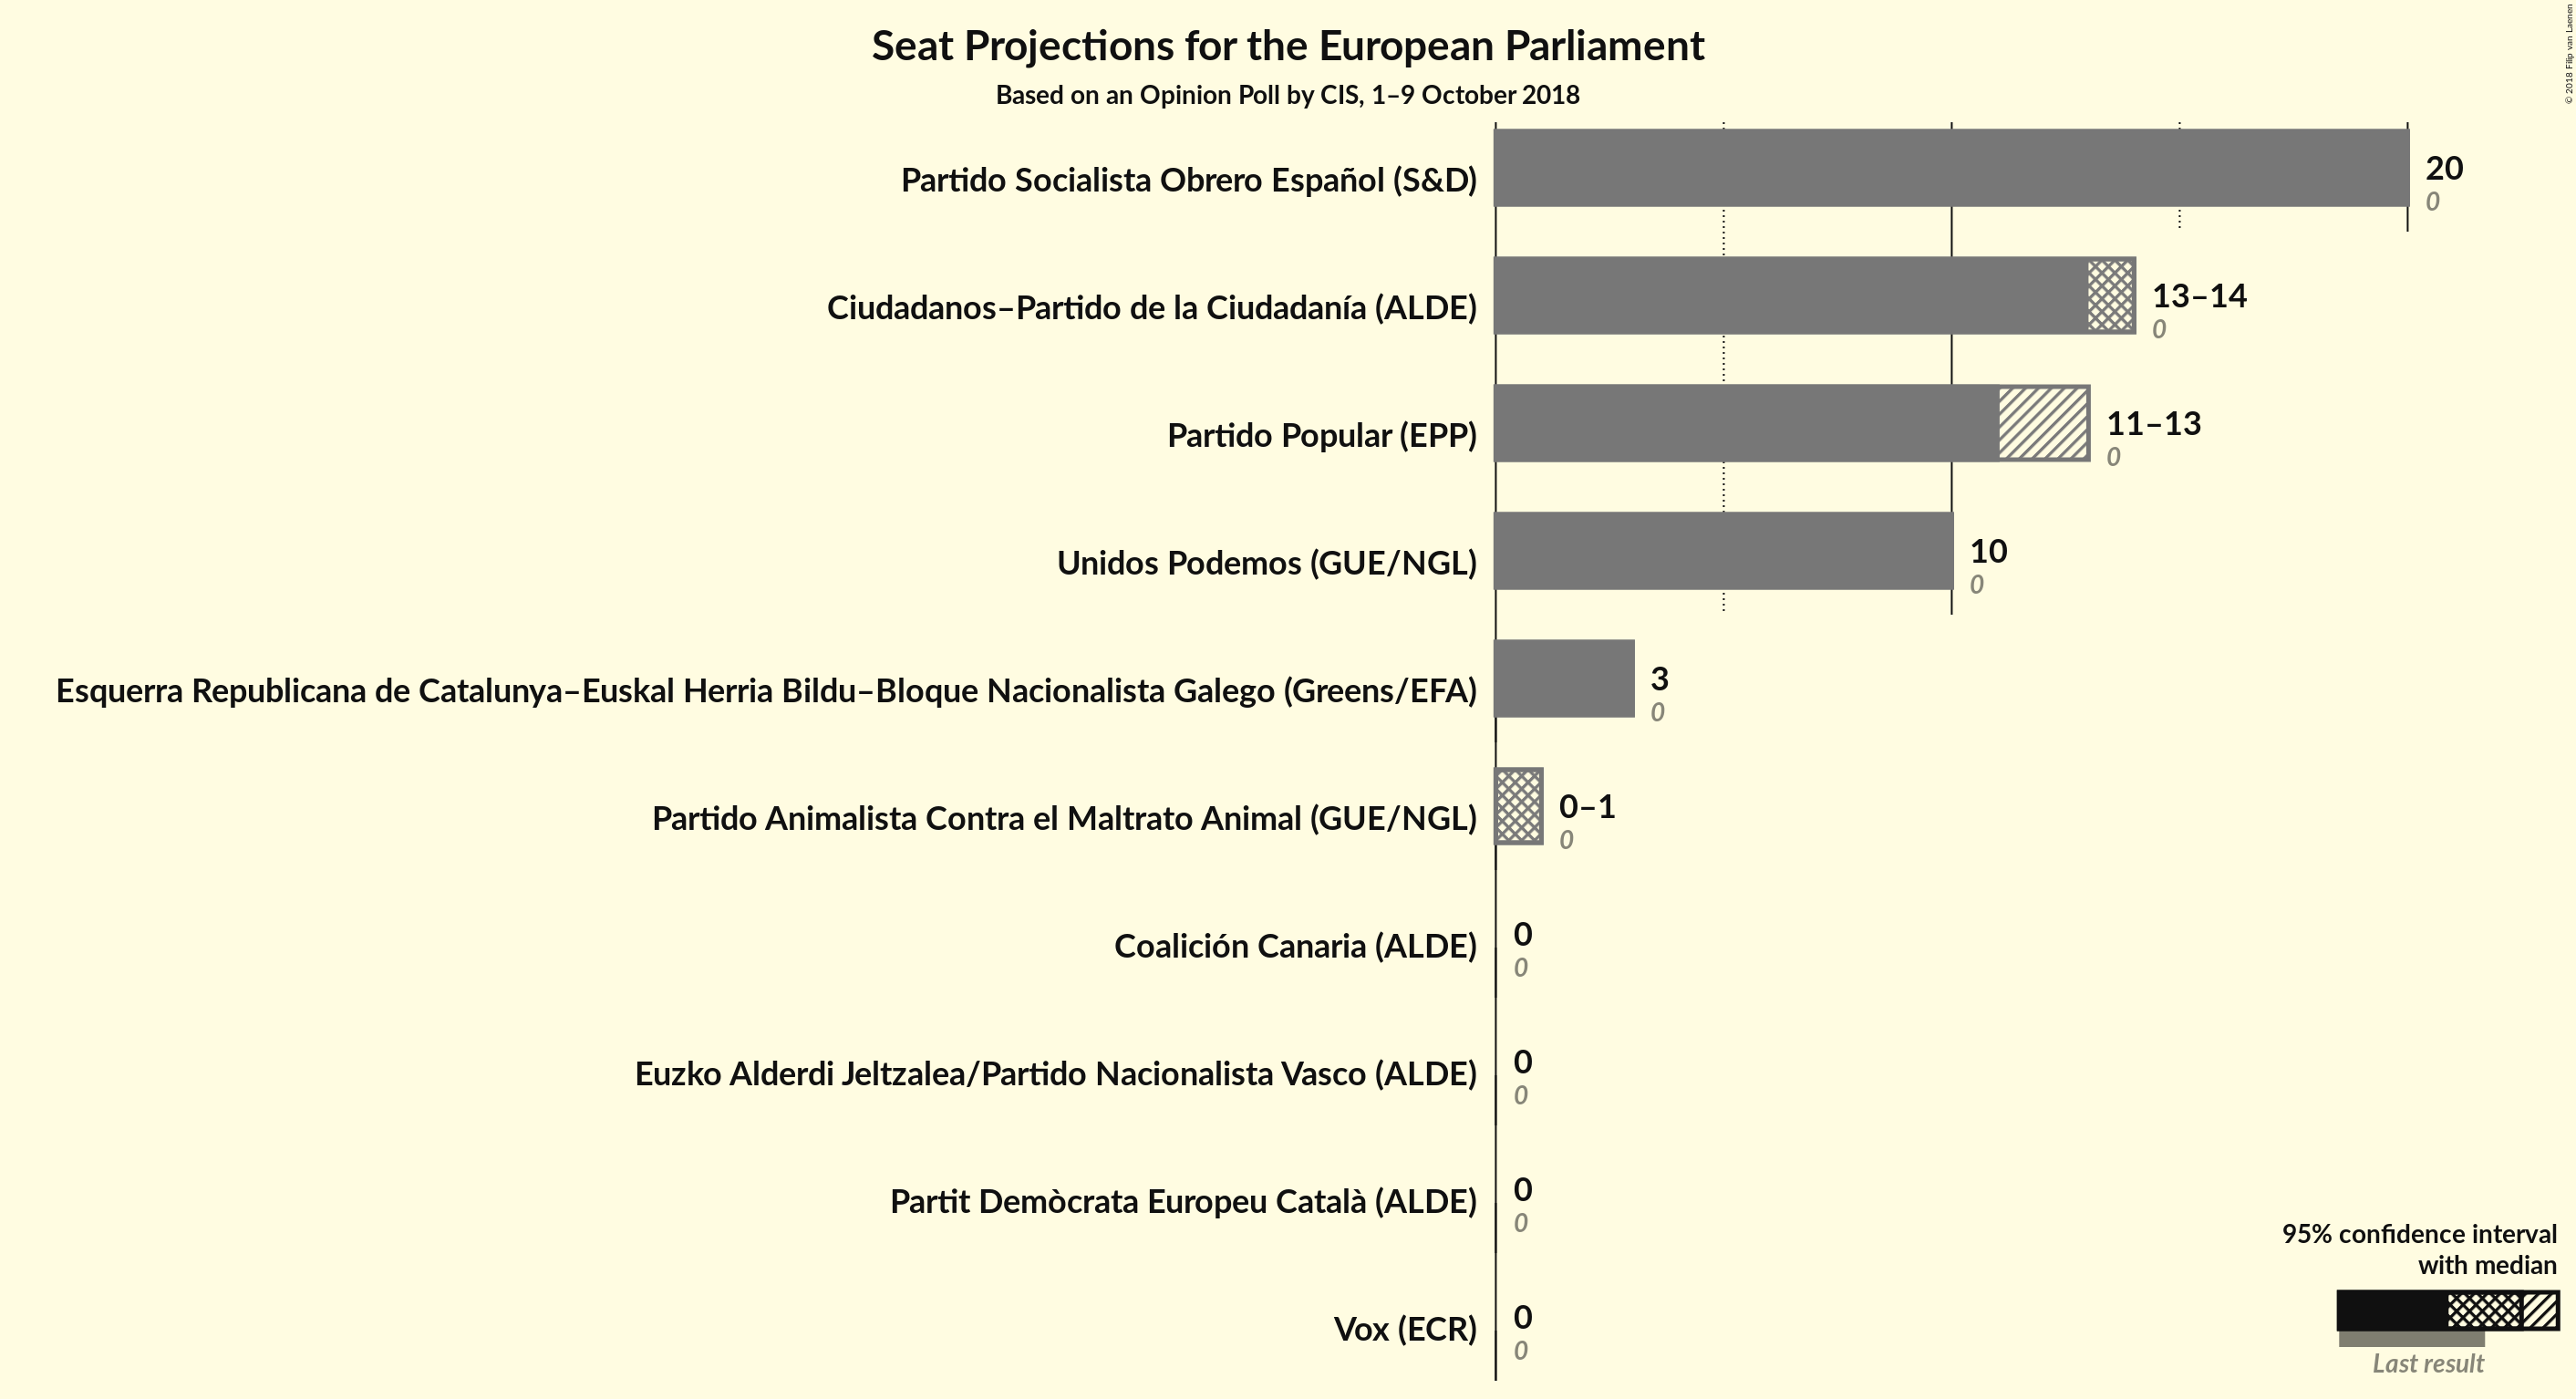 Seat Projections for the European Parliament
Based on an Opinion Poll by CIS, 1–9 October 2018
© 2018 Filip van Laenen
Partido Socialista Obrero Español (S&D)
20
0
Ciudadanos–Partido de la Ciudadanía (ALDE)
13–14
0
Partido Popular (EPP)
11–13
0
Unidos Podemos (GUE/NGL)
10
0
Esquerra Republicana de Catalunya–Euskal Herria Bildu–Bloque Nacionalista Galego (Greens/EFA)
3
0
Partido Animalista Contra el Maltrato Animal (GUE/NGL)
0–1
0
Coalición Canaria (ALDE)
0
0
Euzko Alderdi Jeltzalea/Partido Nacionalista Vasco (ALDE)
0
0
Partit Demòcrata Europeu Català (ALDE)
0
0
Vox (ECR)
0
0
95% confidence interval
with median
Last result